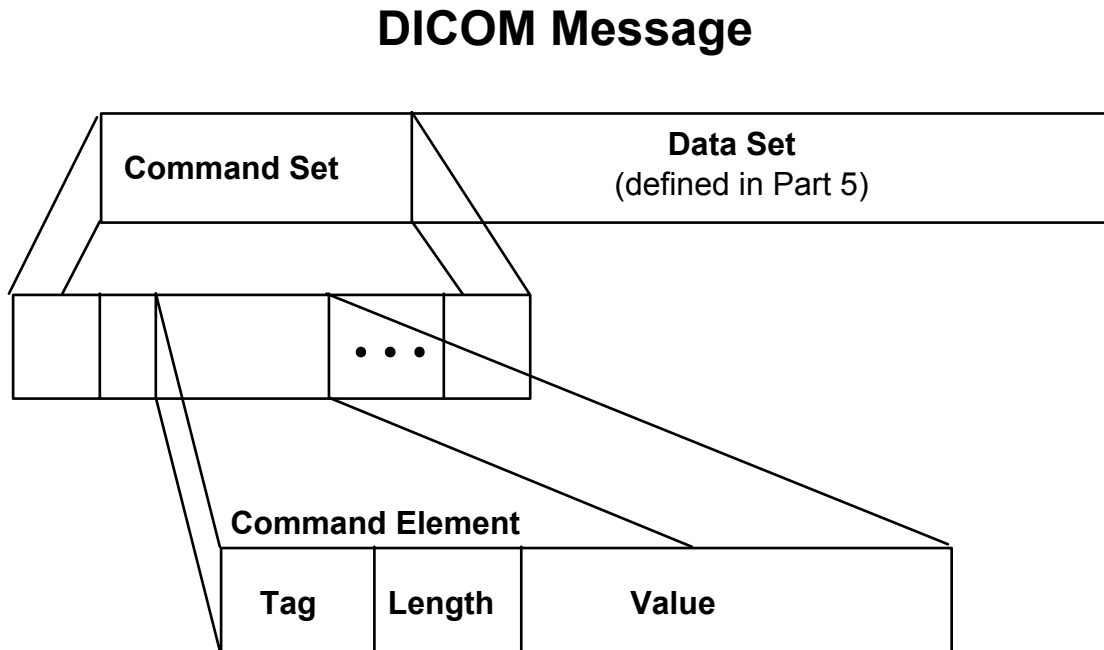 DICOM Message
Command Set
Data Set
(defined in Part 5)
• • •
Command Element
Tag
Length
Value